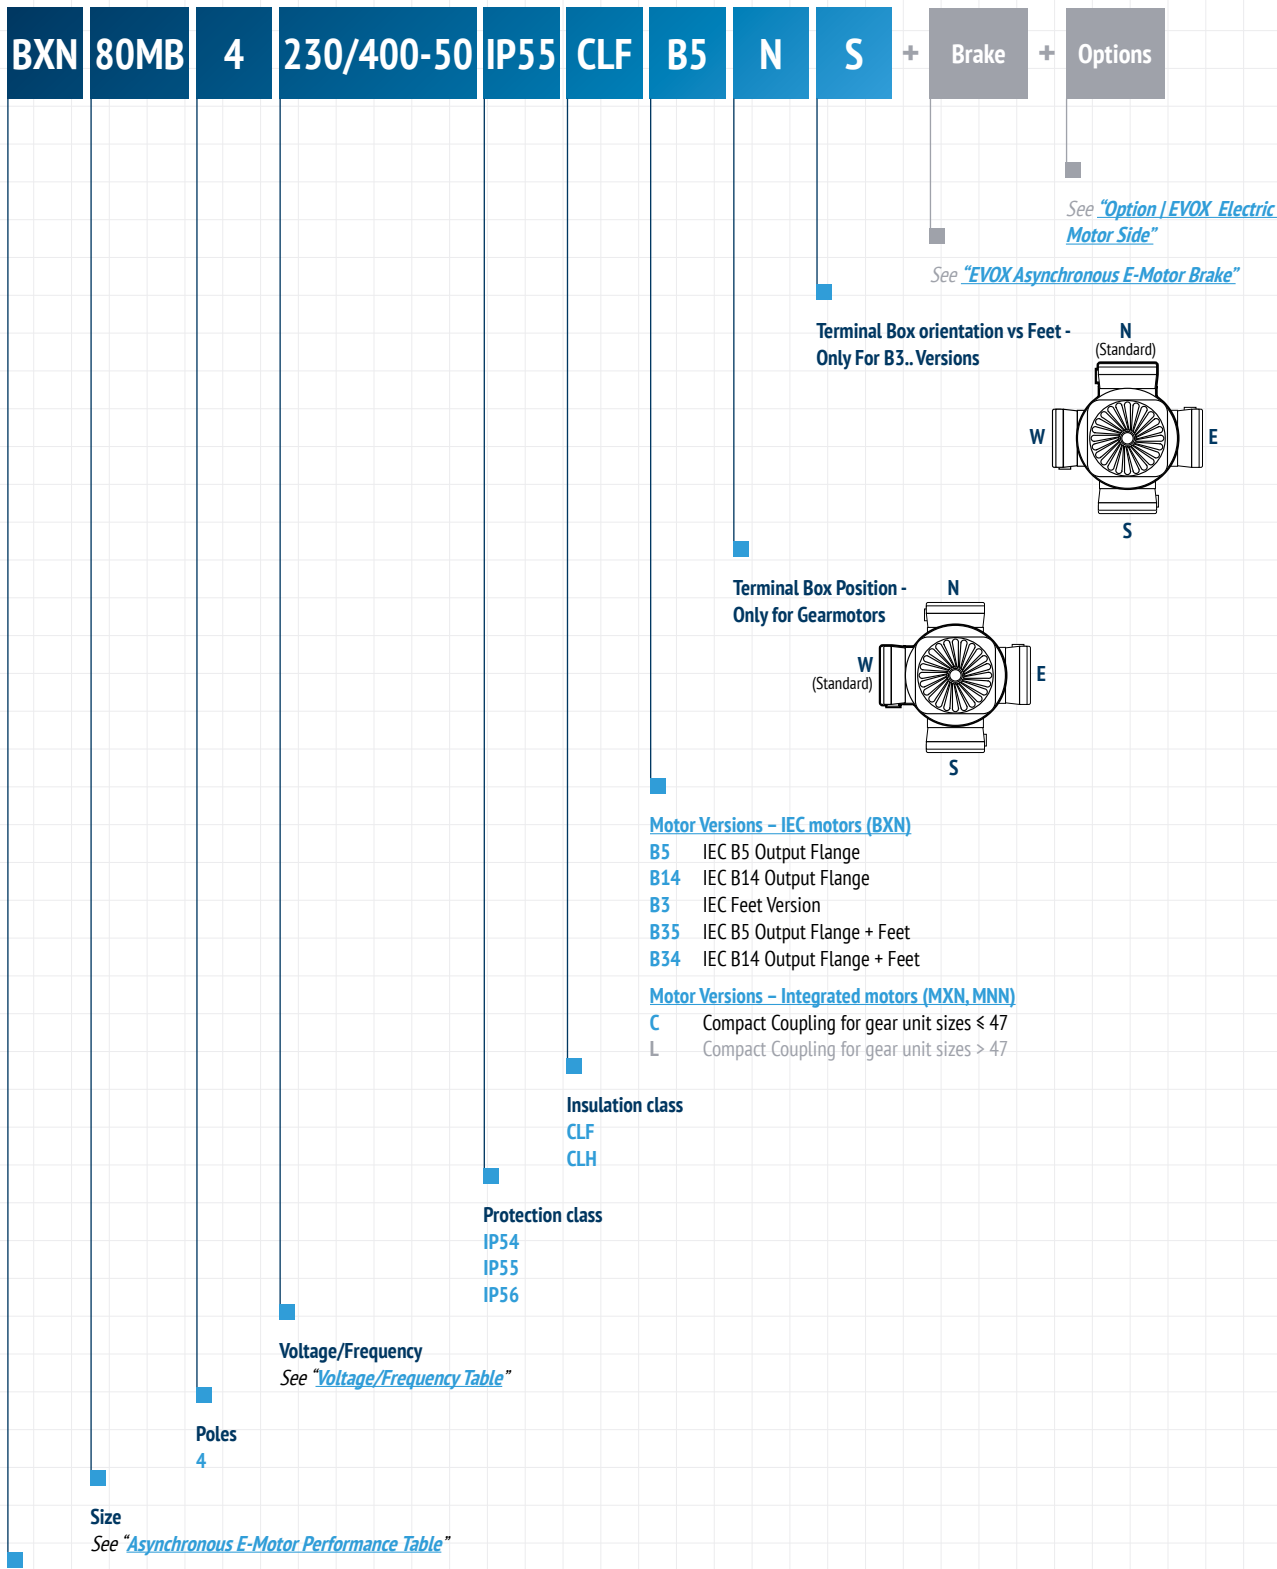 BXN 80MB 4 230/400-50 IP55 CLF B5 N S + Brake + Options
See "Option | EVOX Electric
Motor Side"
See "EVOX Asynchronous E-Motor Brake"
Terminal Box orientation vs Feet -
Only For B3.. Versions
N
(Standard)
W
E
S
Terminal Box Position -
Only for Gearmotors
N
W
(Standard)
E
S
Motor Versions – IEC motors (BXN)
B5 IEC B5 Output Flange
B14 IEC B14 Output Flange
B3 IEC Feet Version
B35 IEC B5 Output Flange + Feet
B34 IEC B14 Output Flange + Feet
Motor Versions – Integrated motors (MXN, MNN)
C Compact Coupling for gear unit sizes ≤ 47
L Compact Coupling for gear unit sizes > 47
Insulation class
CLF
CLH
Protection class
IP54
IP55
IP56
Voltage/Frequency
See "Voltage/Frequency Table"
Poles
4
Size
See "Asynchronous E-Motor Performance Table"